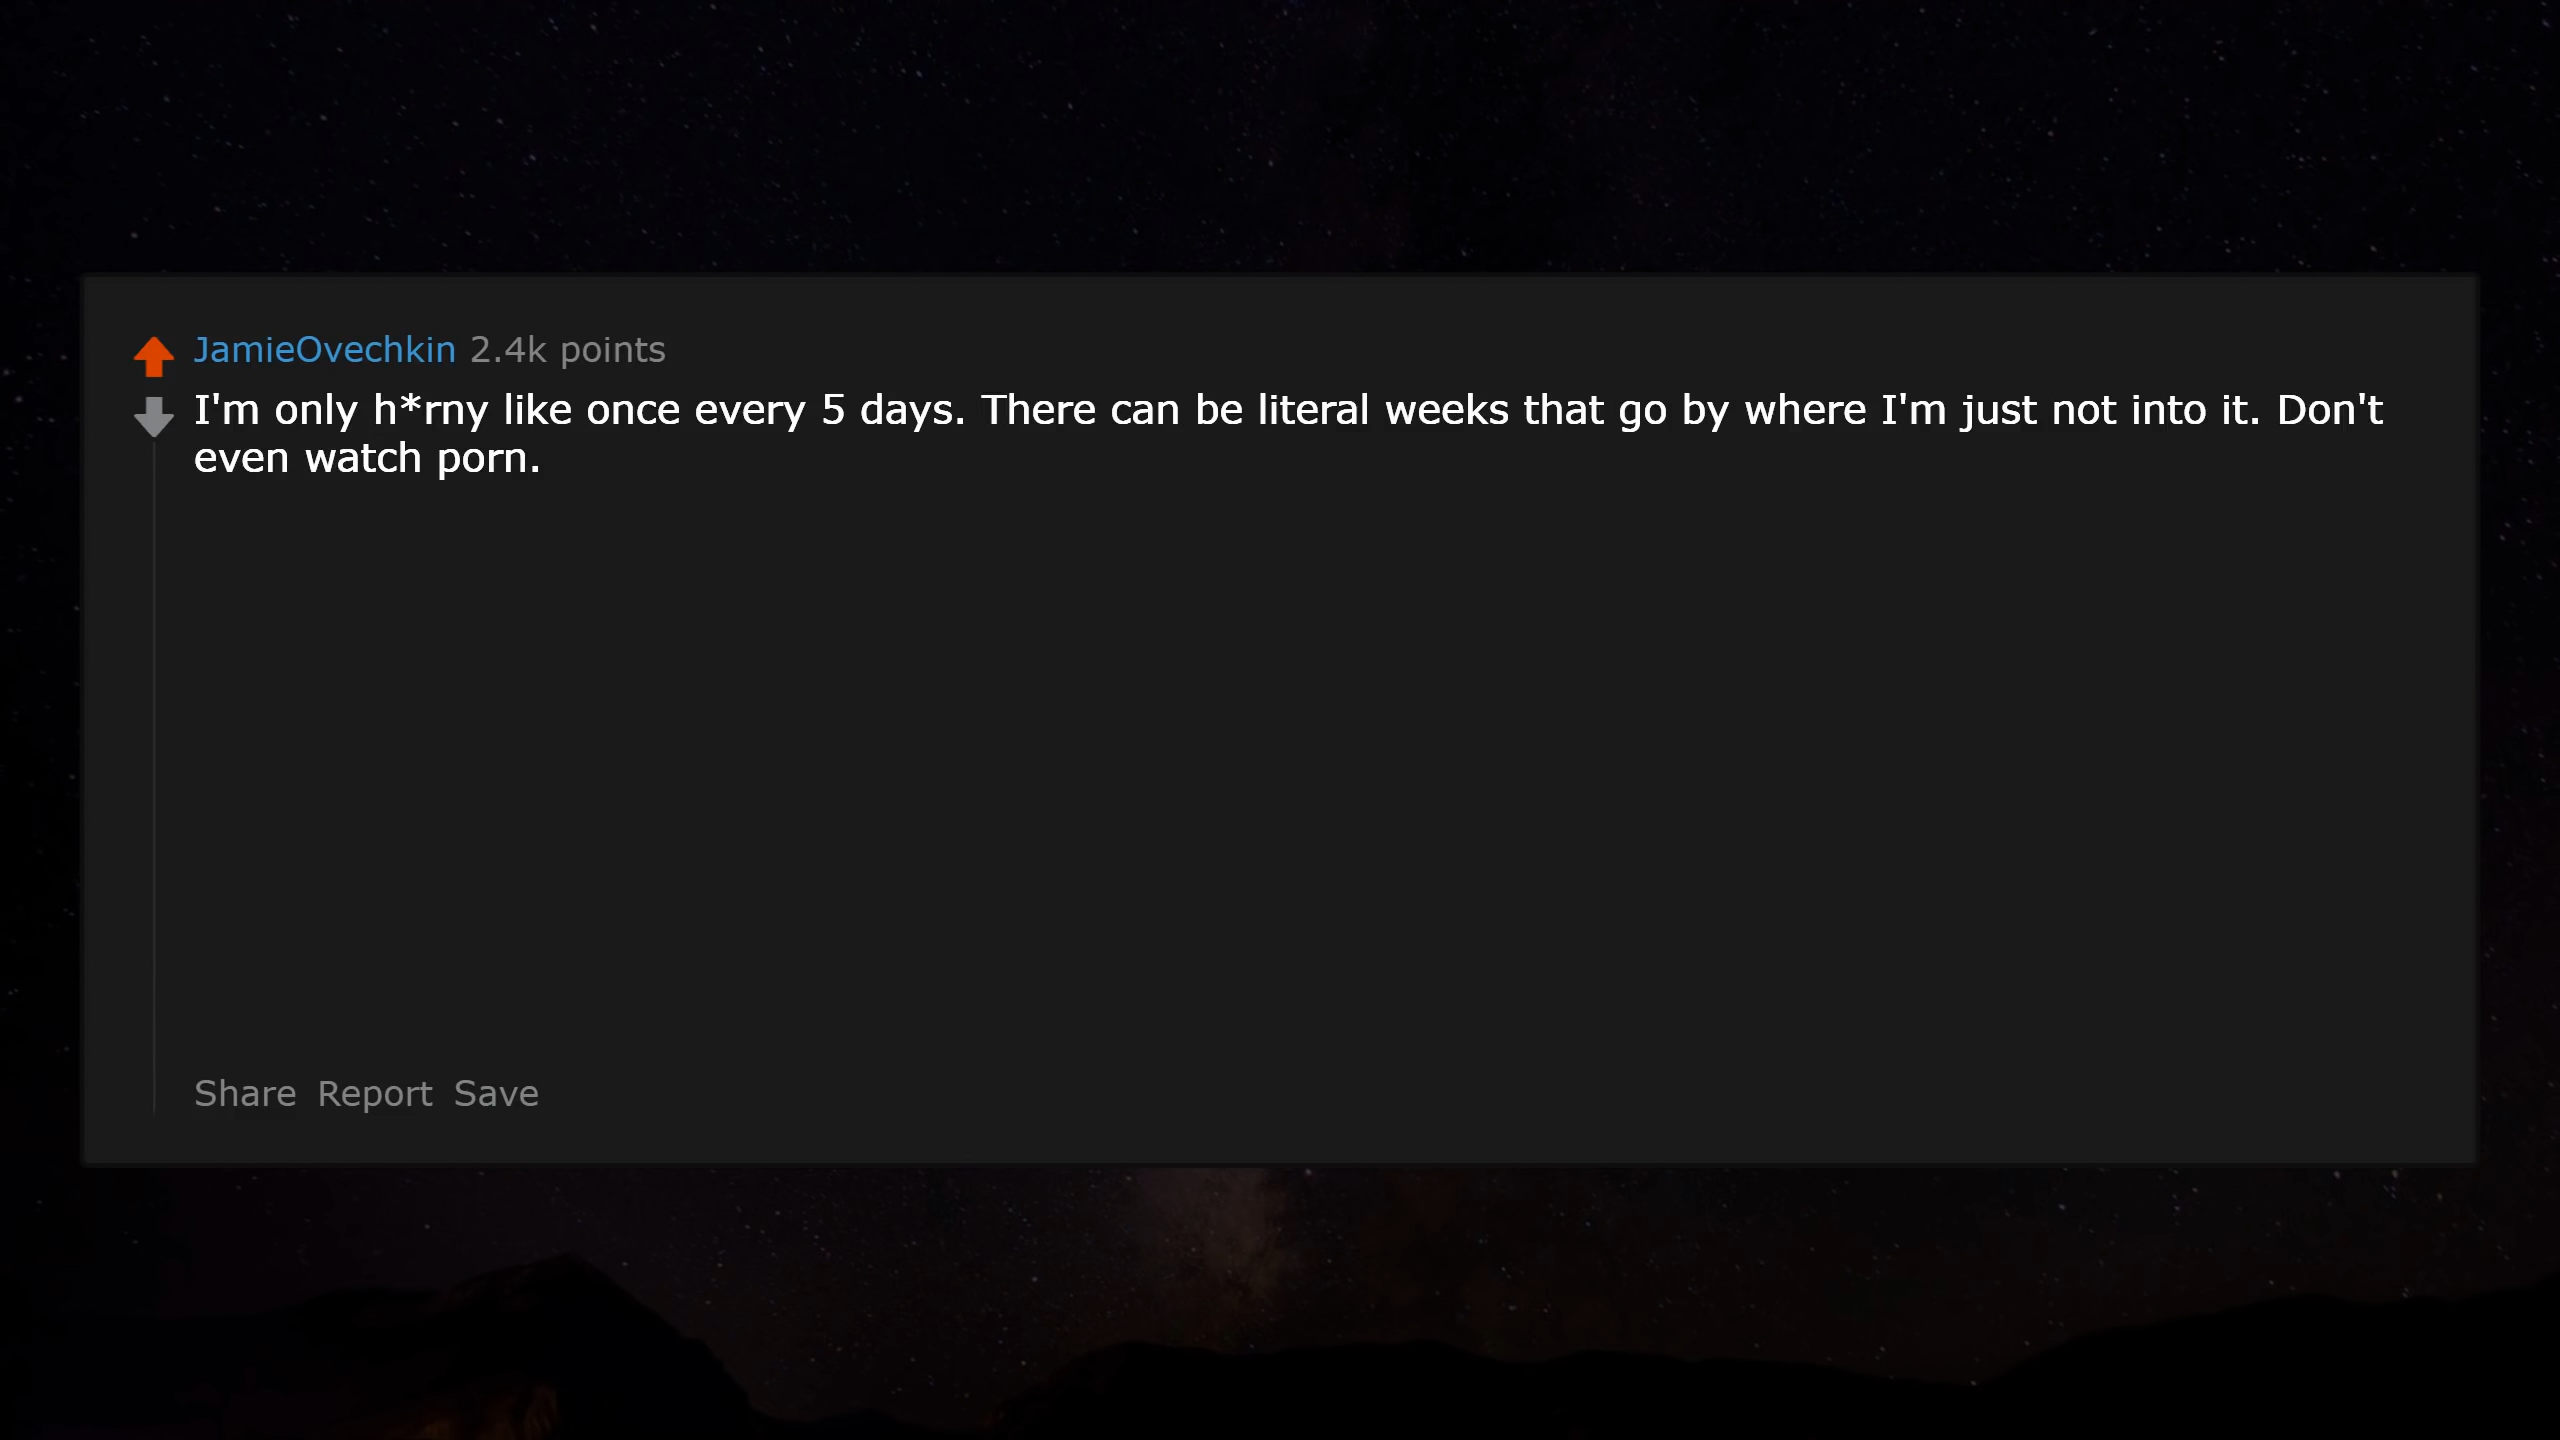 JamieOvechkin 2.4k points
I'm only h*rny like once every 5 days. There can be literal weeks that go by where I'm just not into it. Don't
even watch porn.
Share Report Save